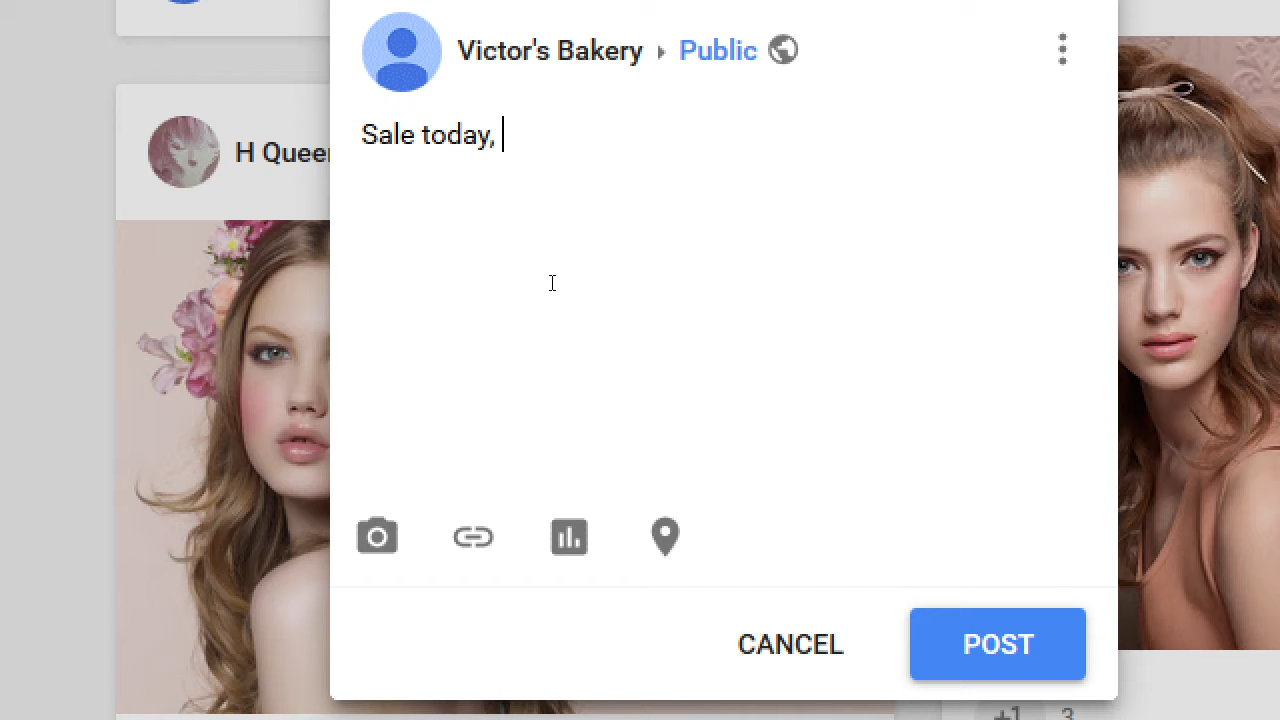 Victor's Bakery Public
H Queen
Sale today,
CANCEL POST
+1 3